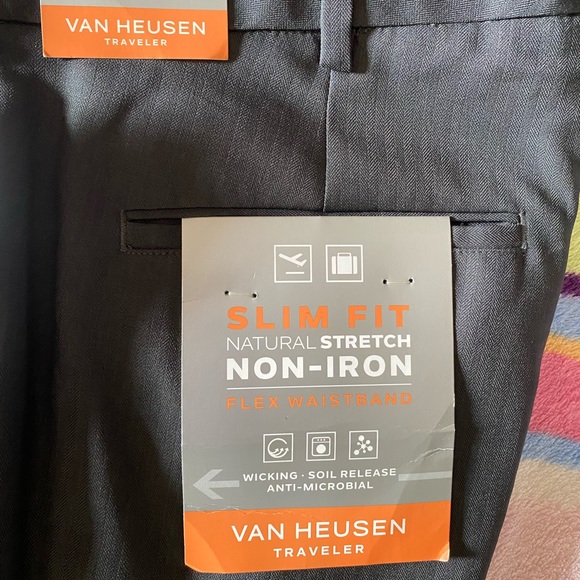 VAN HEUSEN
TRAVELER
SLIM FIT
NATURAL STRETCH
NON-IRON
FLEX WAISTBAND
WICKING · SOIL RELEASE
ANTI-MICROBIAL
VAN HEUSEN
TRAVELER